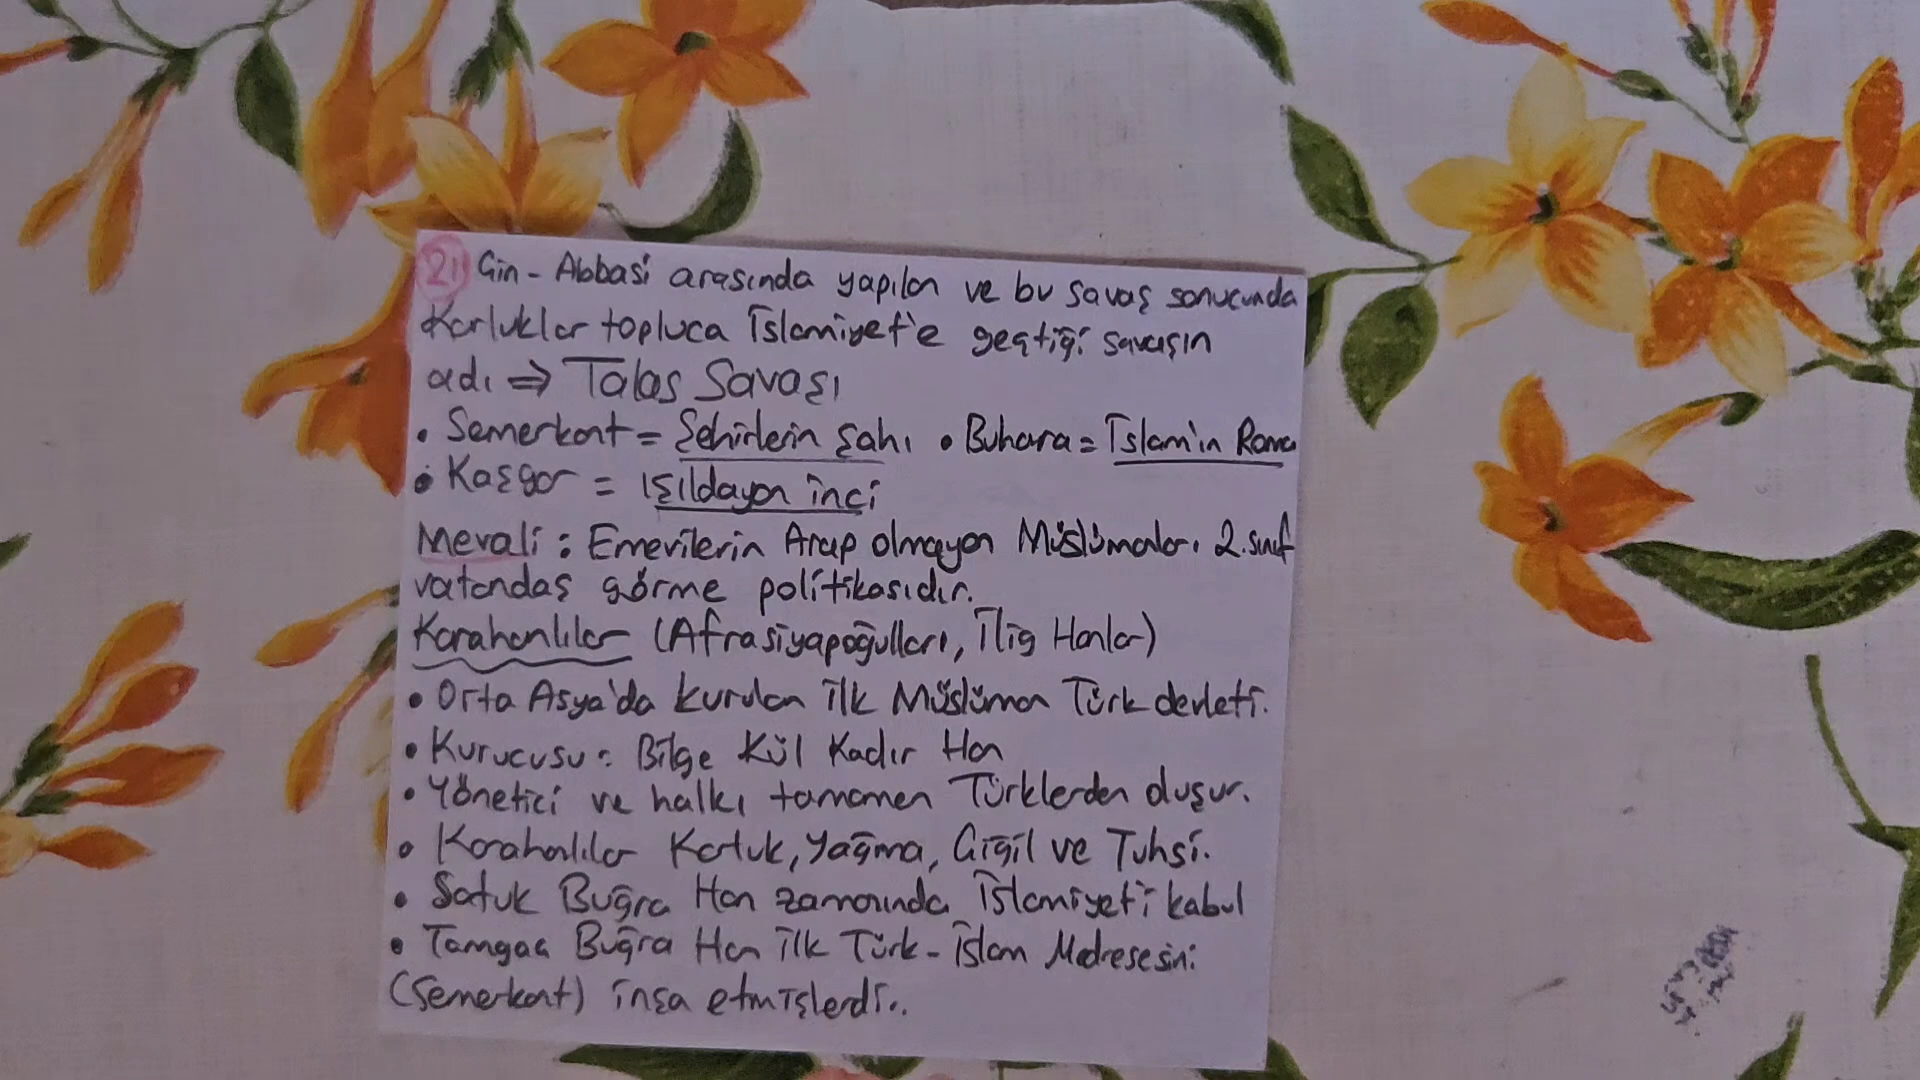 21 Çin - Abbasi arasında yapılan ve bu savaş sonucunda
Karluklar topluca İslamiyet'e geçtiği savaşın
adı ⇒ Talas Savaşı
• Semerkant = Şehirlerin şahı • Buhara = İslam'ın Roma
• Kaşgar = Işıldayan inci
Mevali : Emevilerin Arap olmayan Müslümanları 2. sınıf
vatandaş görme politikasıdır.
Karahanlılar (Afrasiyapoğulları, İlig Hanlar)
• Orta Asya'da kurulan ilk Müslüman Türk devleti.
• Kurucusu : Bilge Kül Kadır Han
• Yönetici ve halkı tamamen Türklerden oluşur.
• Karahanlılar Karluk, Yağma, Çiğil ve Tuhsi.
• Satuk Buğra Han zamanında İslamiyeti kabul
• Tamgaç Buğra Han ilk Türk - İslam Medresesini
(Semerkant) inşa etmişlerdi..